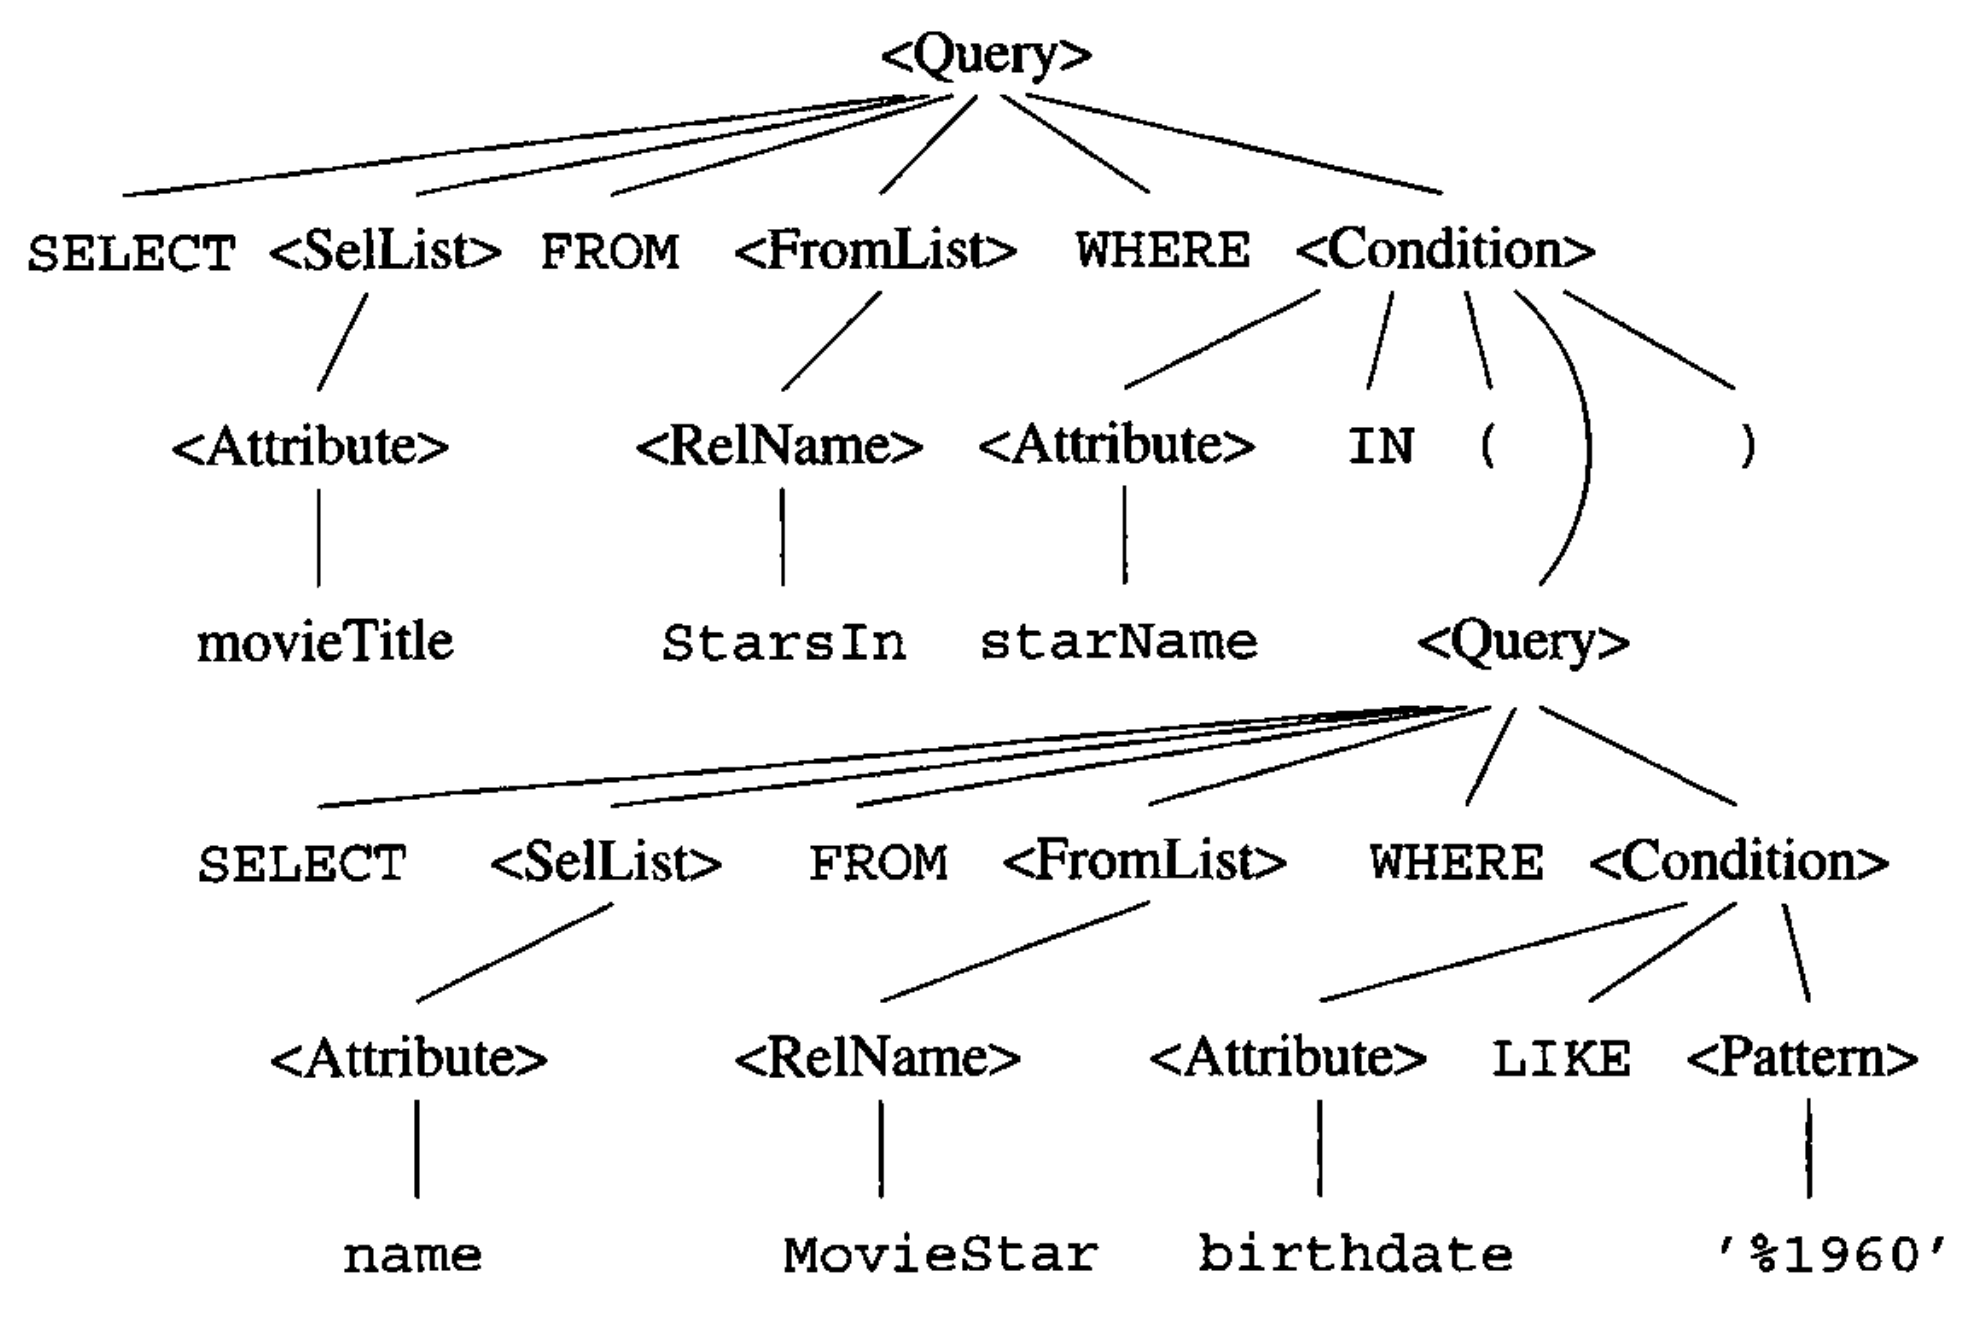 <Query>
SELECT <SelList> FROM <FromList> WHERE <Condition>
<Attribute> <RelName> <Attribute> IN ( )
movieTitle StarsIn starName <Query>
SELECT <SelList> FROM <FromList> WHERE <Condition>
<Attribute> <RelName> <Attribute> LIKE <Pattern>
name MovieStar birthdate '%1960'